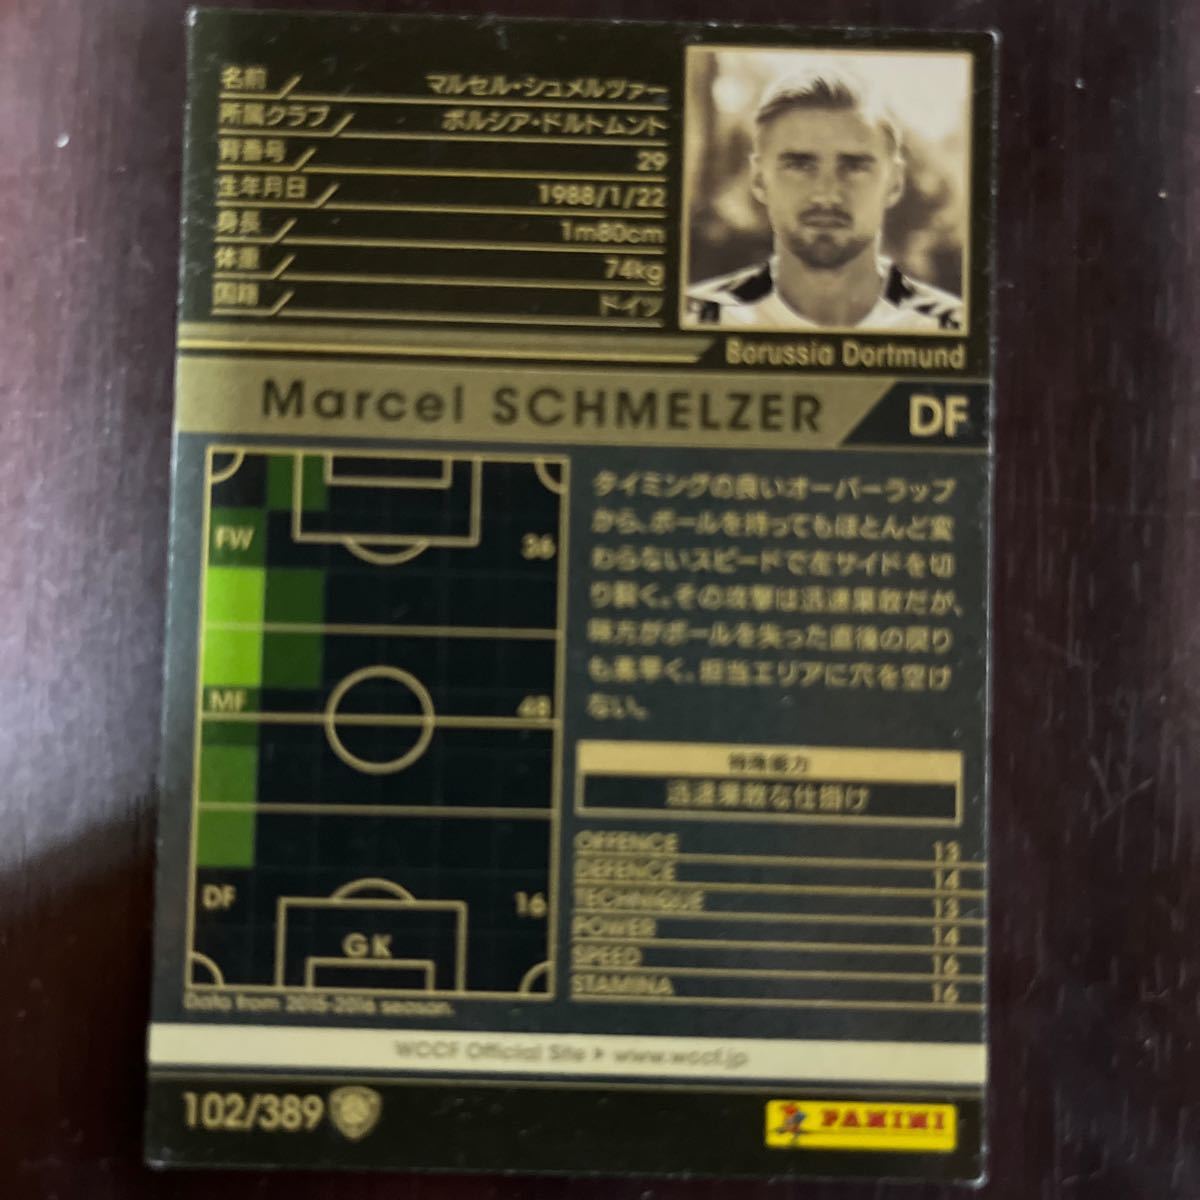 名前 マルセル・シュメルツァー
所属クラブ ボルシア・ドルトムント
背番号 29
生年月日 1988/1/22
身長 1m80cm
体重 74kg
国籍 ドイツ
Borussia Dortmund
Marcel SCHMELZER DF
FW 36
MF 48
DF 16
GK
Data from 2015-2016 season.
タイミングの良いオーバーラップ
から、ボールを持ってもほとんど変
わらないスピードで左サイドを切
り裂く。その攻撃は迅速果敢だが、
味方がボールを失った直後の戻り
も素早く、担当エリアに穴を空け
ない。
特殊能力
迅速果敢な仕掛け
OFFENCE 13
DEFENCE 14
TECHNIQUE 13
POWER 14
SPEED 16
STAMINA 16
WCCF Official Site ▶ www.wccf.jp
102/389
PANINI